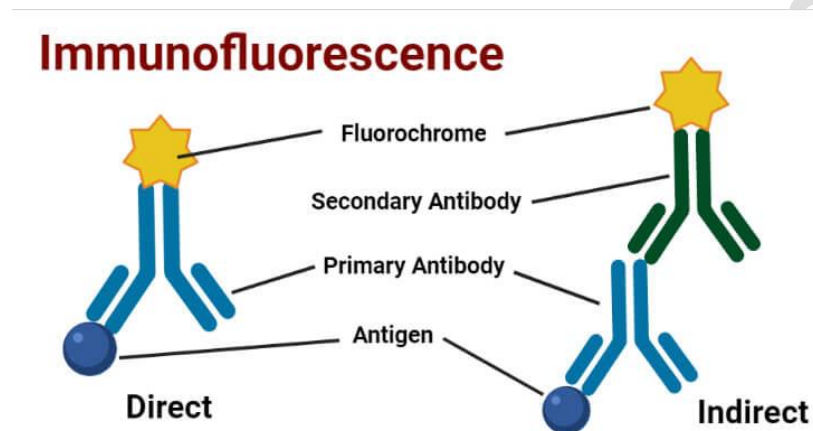 Immunofluorescence
Fluorochrome
Secondary Antibody
Primary Antibody
Antigen
Direct
Indirect